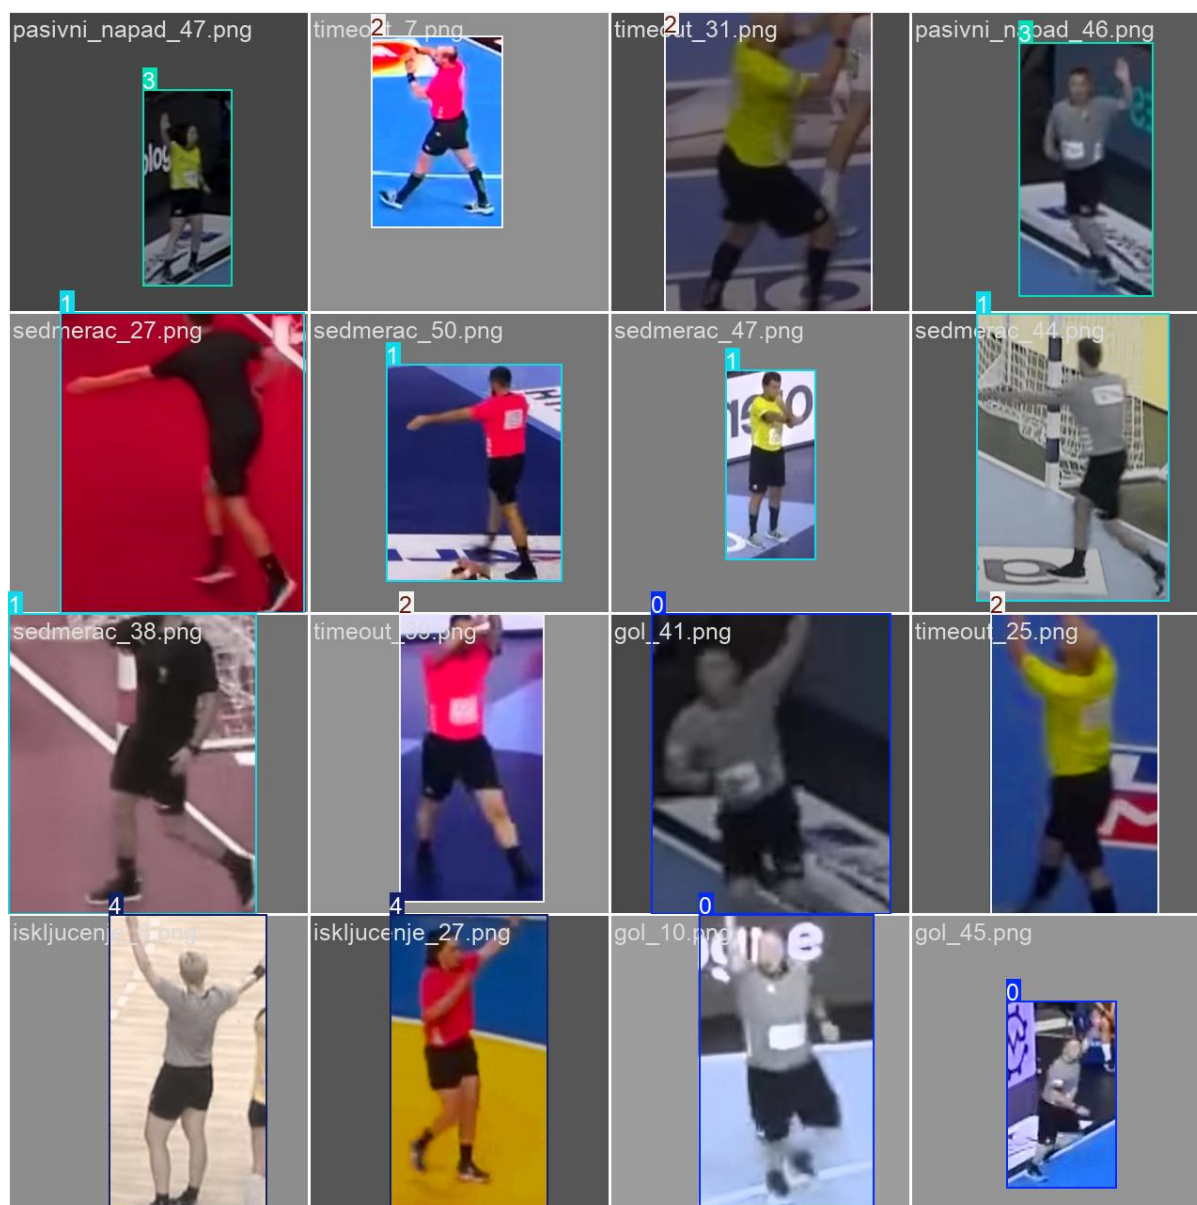 pasivni_napad_47.png
timeout_7.png
timeout_31.png
pasivni_napad_46.png
3
2
2
3
sedmerac_27.png
sedmerac_50.png
sedmerac_47.png
sedmerac_44.png
1
1
1
1
sedmerac_38.png
timeout_39.png
gol_41.png
timeout_25.png
1
2
0
2
iskljucenje_27.png
gol_10.png
gol_45.png
4
4
0
0